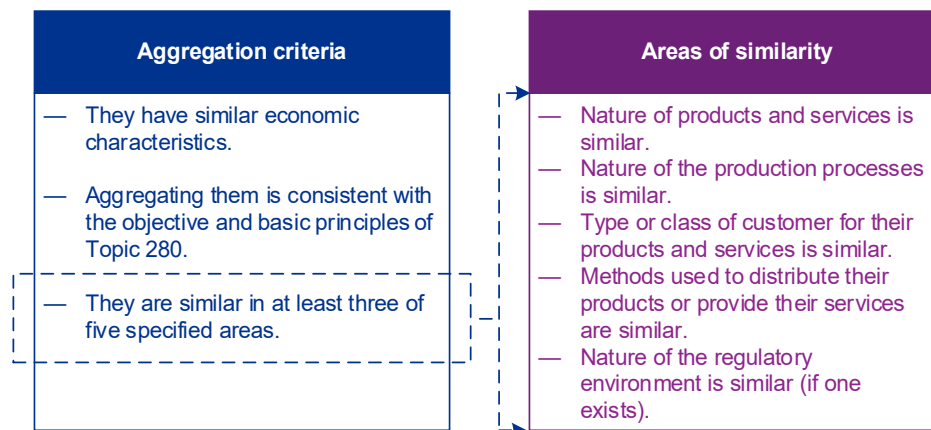 Aggregation criteria
— They have similar economic
characteristics.
— Aggregating them is consistent with
the objective and basic principles of
Topic 280.
— They are similar in at least three of
five specified areas.
Areas of similarity
— Nature of products and services is
similar.
— Nature of the production processes
is similar.
— Type or class of customer for their
products and services is similar.
— Methods used to distribute their
products or provide their services
are similar.
— Nature of the regulatory
environment is similar (if one
exists).